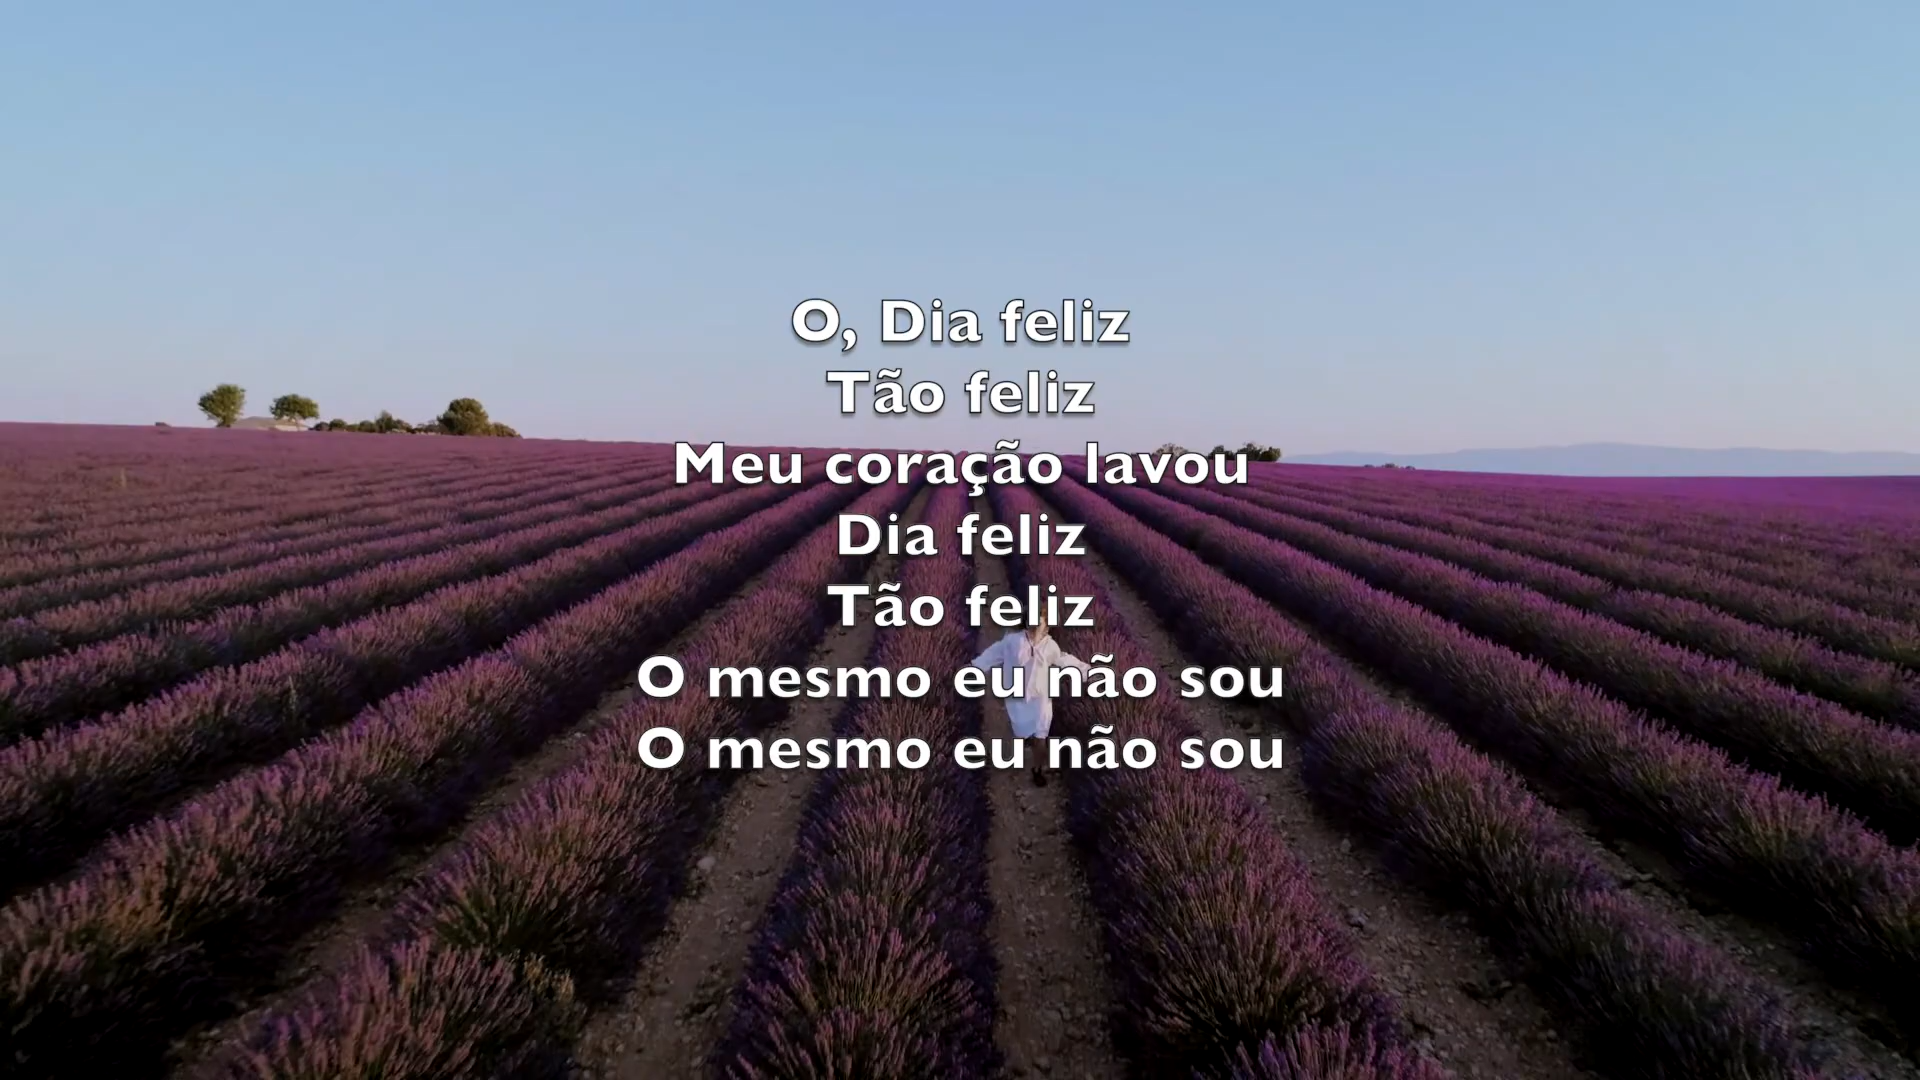 O, Dia feliz
Tão feliz
Meu coração lavou
Dia feliz
Tão feliz
O mesmo eu não sou
O mesmo eu não sou